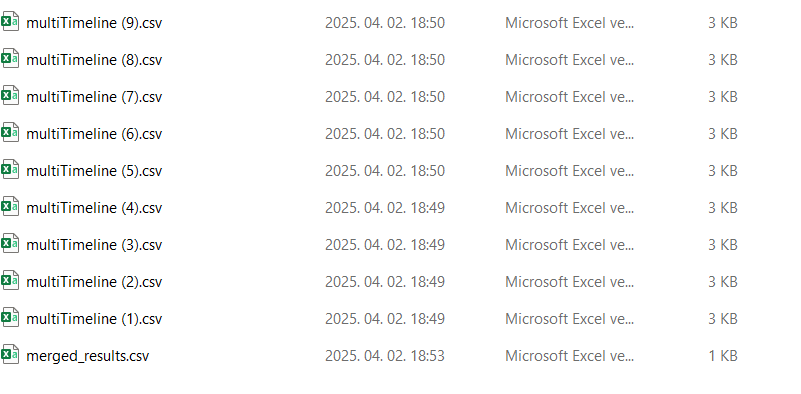 multiTimeline (9).csv 2025. 04. 02. 18:50 Microsoft Excel ve... 3 KB
multiTimeline (8).csv 2025. 04. 02. 18:50 Microsoft Excel ve... 3 KB
multiTimeline (7).csv 2025. 04. 02. 18:50 Microsoft Excel ve... 3 KB
multiTimeline (6).csv 2025. 04. 02. 18:50 Microsoft Excel ve... 3 KB
multiTimeline (5).csv 2025. 04. 02. 18:50 Microsoft Excel ve... 3 KB
multiTimeline (4).csv 2025. 04. 02. 18:49 Microsoft Excel ve... 3 KB
multiTimeline (3).csv 2025. 04. 02. 18:49 Microsoft Excel ve... 3 KB
multiTimeline (2).csv 2025. 04. 02. 18:49 Microsoft Excel ve... 3 KB
multiTimeline (1).csv 2025. 04. 02. 18:49 Microsoft Excel ve... 3 KB
merged_results.csv 2025. 04. 02. 18:53 Microsoft Excel ve... 1 KB